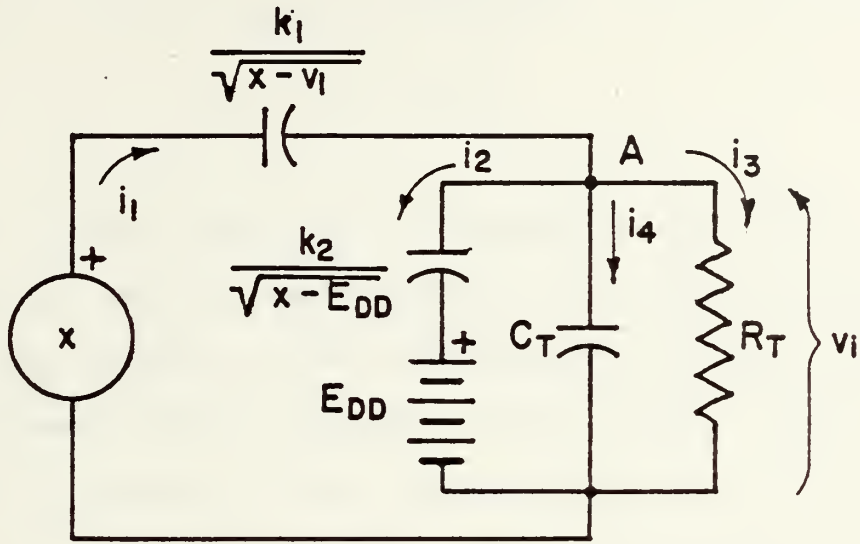 k1
√x - v1
i1
i2
A
i3
i4
k2
√x - EDD
+
x
+
EDD
CT
RT
vi